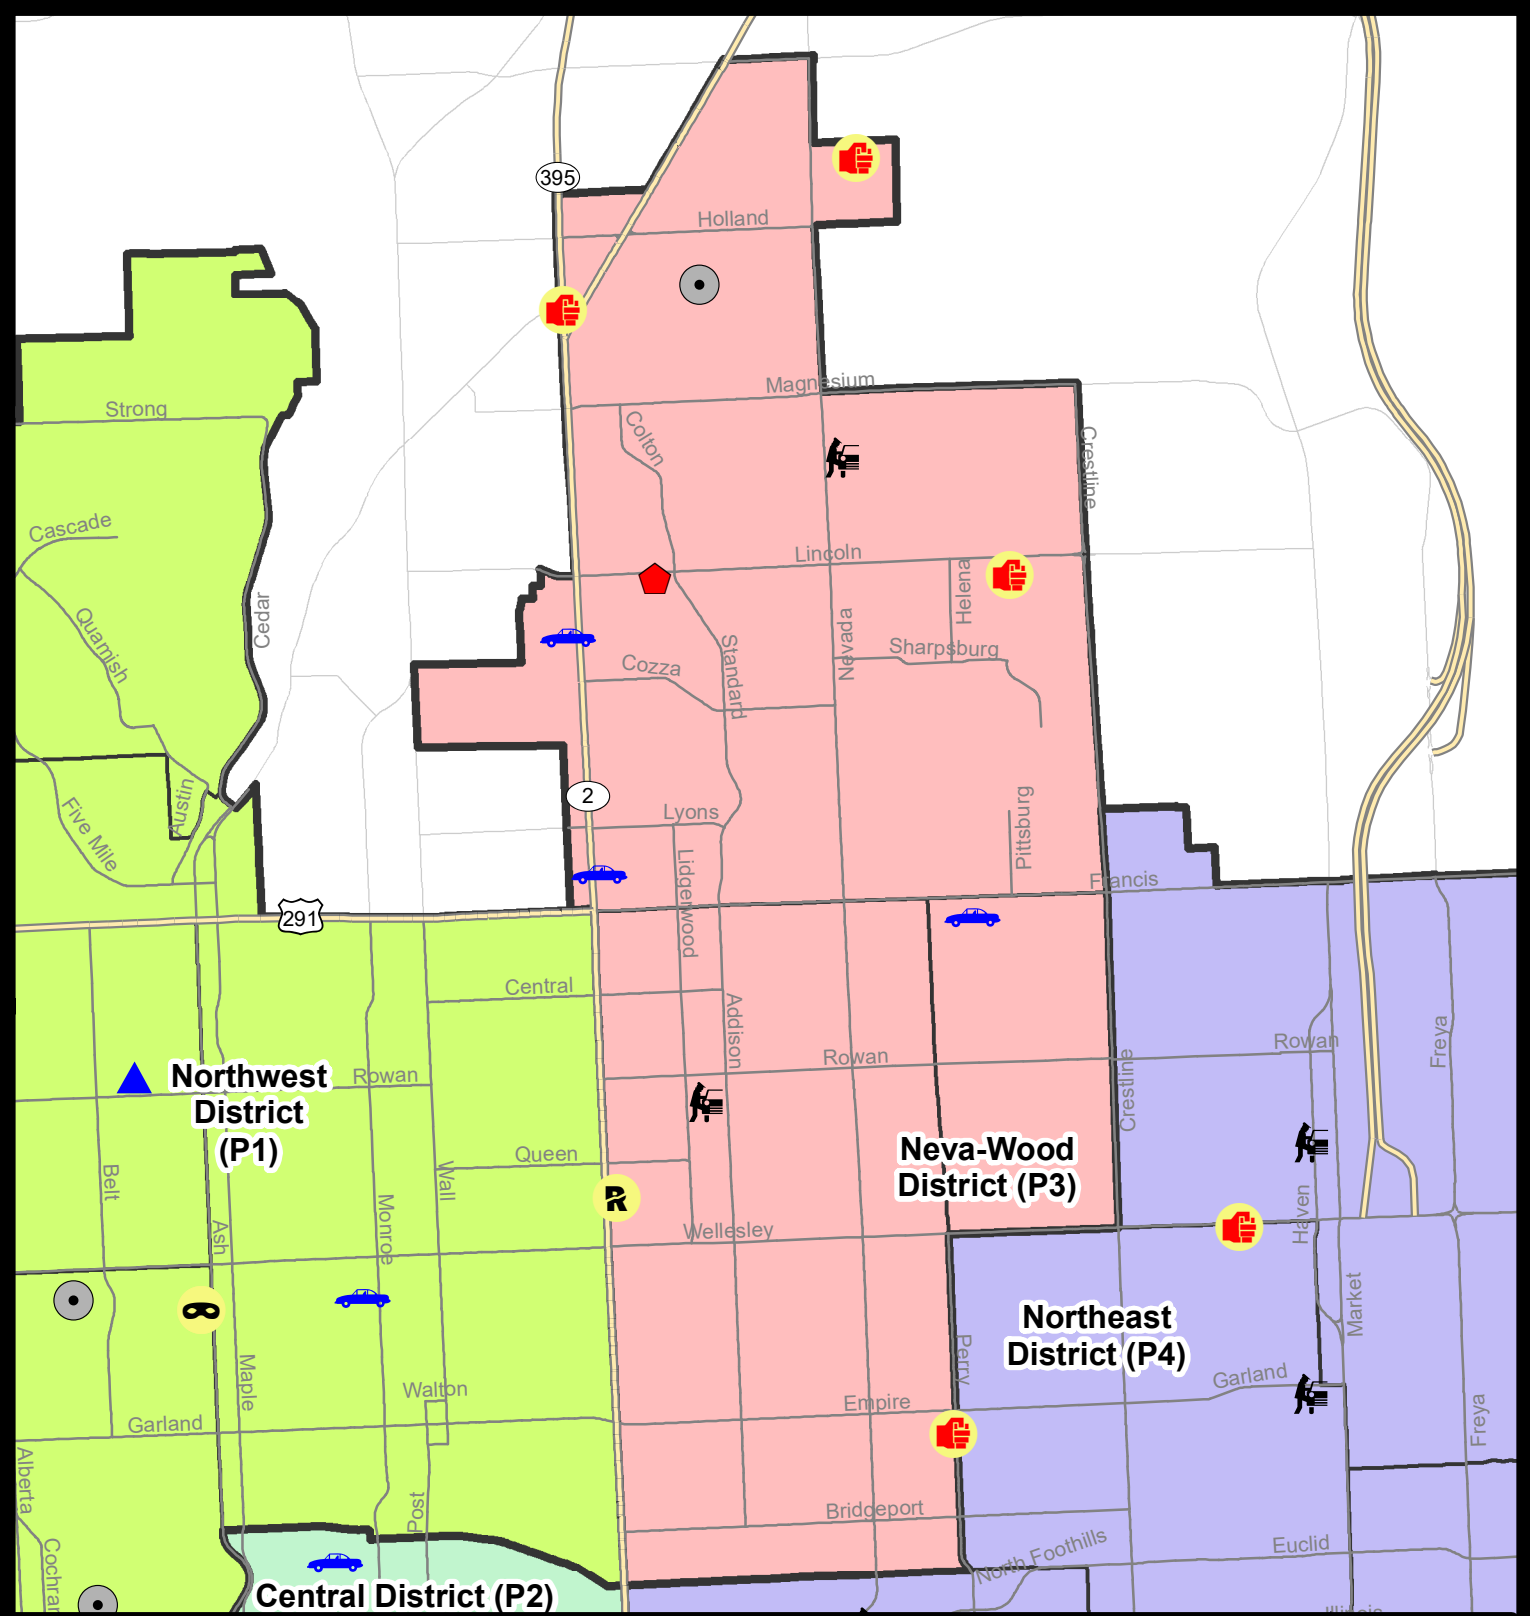 395
Holland
Magnesium
Strong
Colton
Crestline
Cascade
Lincoln
Helena
Quamish
Cedar
Nevada
Sharpsburg
Cozza
Standard
2
Austin
Five Mile
Lyons
Pittsburg
Lidgerwood
Francis
291
Central
Addison
Freya
Rowan
Rowan
Rowan
Crestline
Northwest
District
(P1)
Neva-Wood
District (P3)
Queen
Belt
Wall
Monroe
Ash
Wellesley
Haven
Market
Northeast
District (P4)
Perry
Maple
Walton
Garland
Empire
Garland
Freya
Alberta
Post
Bridgeport
Cochran
North Foothills
Euclid
Central District (P2)